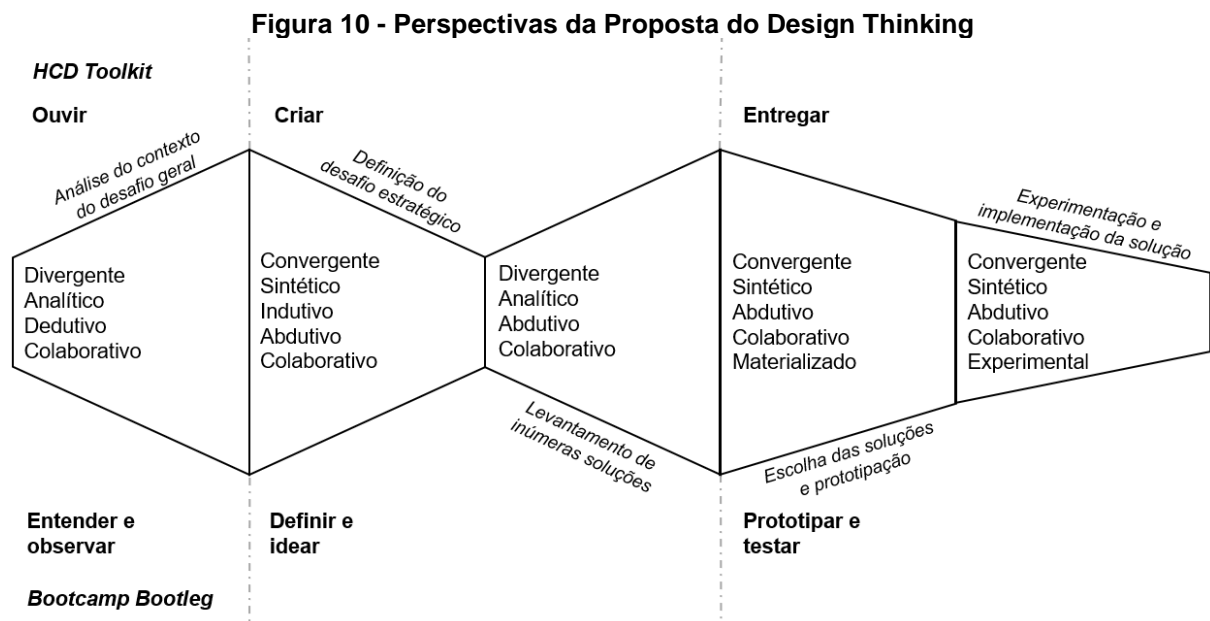 Figura 10 - Perspectivas da Proposta do Design Thinking
HCD Toolkit
Ouvir
Criar
Entregar
Análise do contexto
do desafio geral
Definição do
desafio estratégico
Experimentação e
implementação da solução
Divergente
Analítico
Dedutivo
Colaborativo
Convergente
Sintético
Indutivo
Abdutivo
Colaborativo
Divergente
Analítico
Abdutivo
Colaborativo
Convergente
Sintético
Abdutivo
Colaborativo
Materializado
Convergente
Sintético
Abdutivo
Colaborativo
Experimental
Levantamento de
inúmeras soluções
Escolha das soluções
e prototipação
Entender e
observar
Definir e
idear
Prototipar e
testar
Bootcamp Bootleg